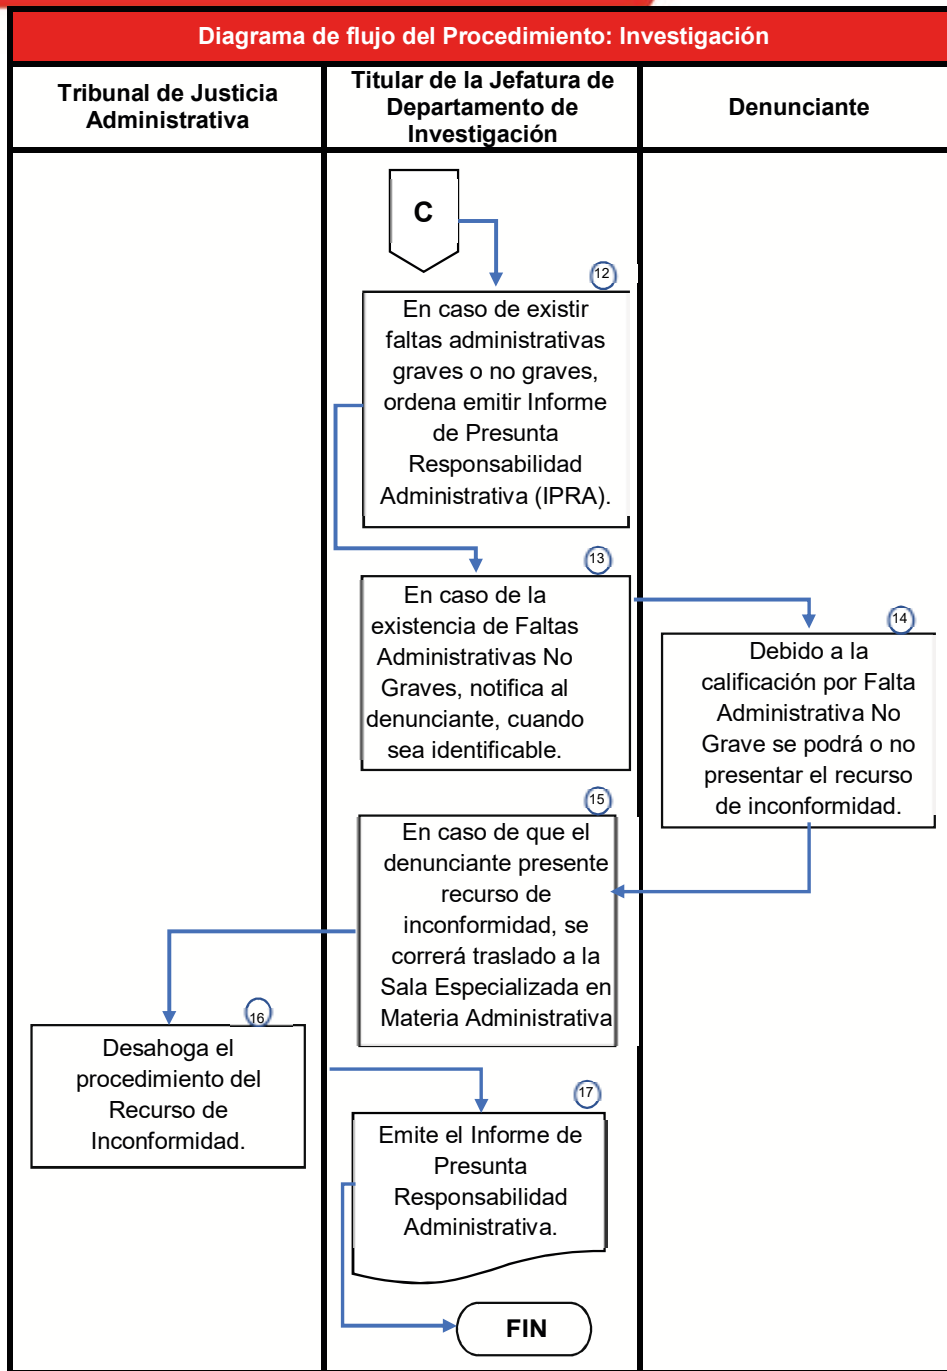 Diagrama de flujo del Procedimiento: Investigación
Tribunal de Justicia
Administrativa
Titular de la Jefatura de
Departamento de
Investigación
Denunciante
C
12
En caso de existir
faltas administrativas
graves o no graves,
ordena emitir Informe
de Presunta
Responsabilidad
Administrativa (IPRA).
13
En caso de la
existencia de Faltas
Administrativas No
Graves, notifica al
denunciante, cuando
sea identificable.
14
Debido a la
calificación por Falta
Administrativa No
Grave se podrá o no
presentar el recurso
de inconformidad.
15
En caso de que el
denunciante presente
recurso de
inconformidad, se
correrá traslado a la
Sala Especializada en
Materia Administrativa
16
Desahoga el
procedimiento del
Recurso de
Inconformidad.
17
Emite el Informe de
Presunta
Responsabilidad
Administrativa.
FIN